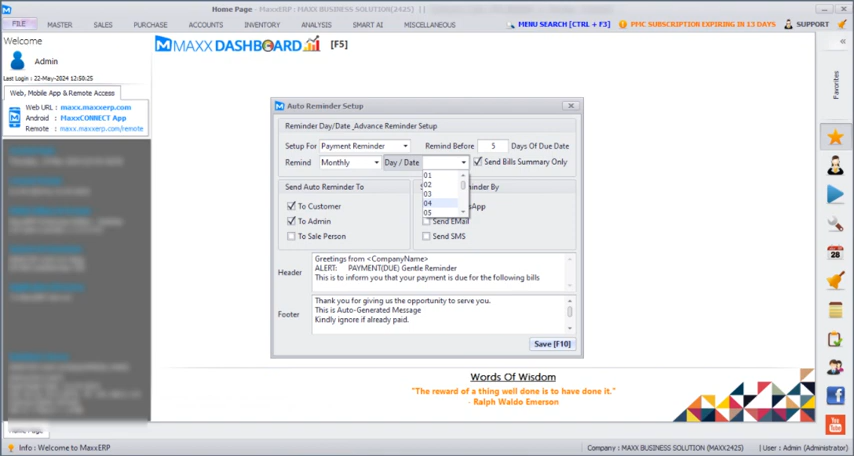 Home Page - MaxxERP || MAXX BUSINESS SOLUTION(2425) ||
FILE MASTER SALES PURCHASE ACCOUNTS INVENTORY ANALYSIS SMART AI MISCELLANEOUS MENU SEARCH [CTRL + F3] PMC SUBSCRIPTION EXPIRING IN 13 DAYS SUPPORT
Welcome
Admin
Last Login : 22-May-2024 12:50:25
Web, Mobile App & Remote Access
Web URL : maxx.maxxerp.com
Android : MaxxCONNECT App
Remote : maxx.maxxerp.com/remote
MAXX DASHBOARD [F5]
Favorites
Auto Reminder Setup
Reminder Day/Date ,Advance Reminder Setup
Setup For Payment Reminder Remind Before 5 Days Of Due Date
Remind Monthly Day / Date Send Bills Summary Only
01
02
03
04
05
Send Auto Reminder To
To Customer
To Admin
To Sale Person
Send EMail
Send SMS
Header
Greetings from <CompanyName>
ALERT: PAYMENT(DUE) Gentle Reminder
This is to inform you that your payment is due for the following bills
Footer
Thank you for giving us the opportunity to serve you.
This is Auto-Generated Message
Kindly ignore if already paid.
Save [F10]
28
Words Of Wisdom
"The reward of a thing well done is to have done it."
- Ralph Waldo Emerson
You
Home Page
Info : Welcome to MaxxERP
Company : MAXX BUSINESS SOLUTION (MAXX2425) User : Admin (Administrator)